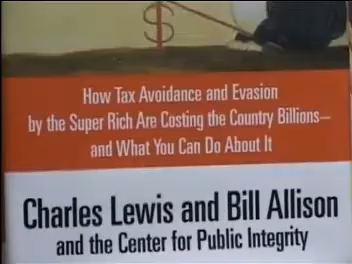 $
How Tax Avoidance and Evasion
by the Super Rich Are Costing the Country Billions—
and What You Can Do About It
Charles Lewis and Bill Allison
and the Center for Public Integrity